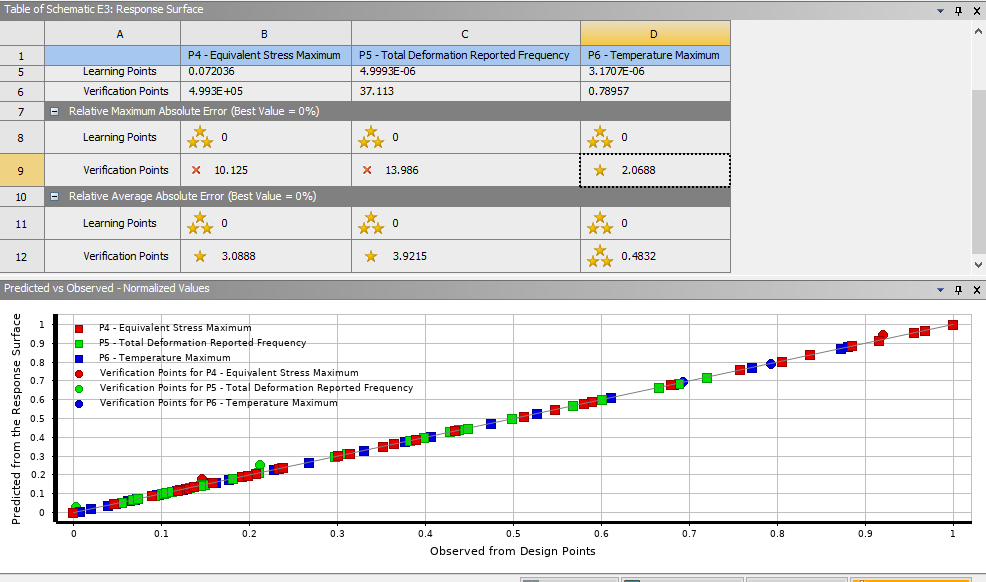 Table of Schematic E3: Response Surface
A B C D
1 P4 - Equivalent Stress Maximum P5 - Total Deformation Reported Frequency P6 - Temperature Maximum
5 Learning Points 0.072036 4.9993E-06 3.1707E-06
6 Verification Points 4.993E+05 37.113 0.78957
7 Relative Maximum Absolute Error (Best Value = 0%)
8 Learning Points 0 0 0
9 Verification Points 10.125 13.986 2.0688
10 Relative Average Absolute Error (Best Value = 0%)
11 Learning Points 0 0 0
12 Verification Points 3.0888 3.9215 0.4832
Predicted vs Observed - Normalized Values
Predicted from the Response Surface
1
0.9
0.8
0.7
0.6
0.5
0.4
0.3
0.2
0.1
0
P4 - Equivalent Stress Maximum
P5 - Total Deformation Reported Frequency
P6 - Temperature Maximum
Verification Points for P4 - Equivalent Stress Maximum
Verification Points for P5 - Total Deformation Reported Frequency
Verification Points for P6 - Temperature Maximum
0 0.1 0.2 0.3 0.4 0.5 0.6 0.7 0.8 0.9 1
Observed from Design Points